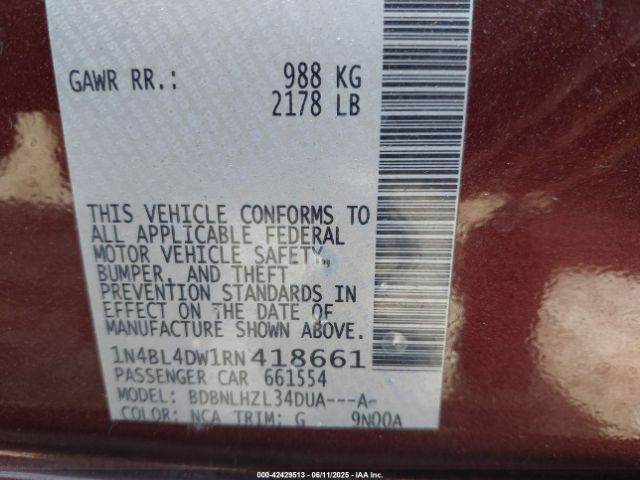 GAWR RR.: 988 KG
2178 LB
THIS VEHICLE CONFORMS TO
ALL APPLICABLE FEDERAL
MOTOR VEHICLE SAFETY,
BUMPER, AND THEFT
PREVENTION STANDARDS IN
EFFECT ON THE DATE OF
MANUFACTURE SHOWN ABOVE.
1N4BL4DW1RN418661
PASSENGER CAR 661554
MODEL: BDBNLHZL34DUA---A-
COLOR: NCA TRIM: G 9N00A
000-42429513 - 06/11/2025 - IAA Inc.